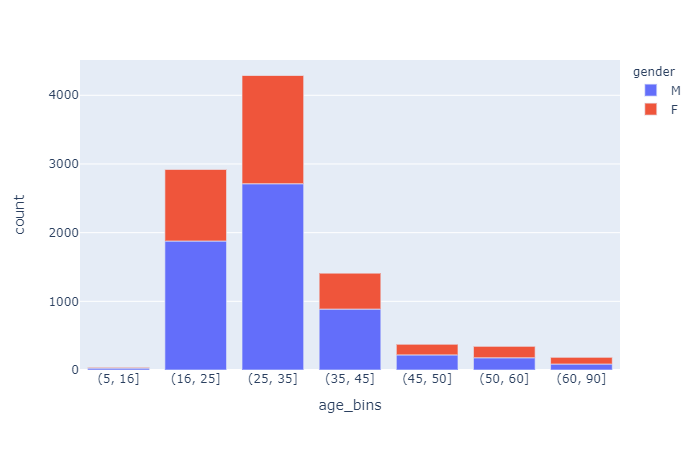 gender
M
F
4000
3000
2000
1000
0
count
(5, 16] (16, 25] (25, 35] (35, 45] (45, 50] (50, 60] (60, 90]
age_bins